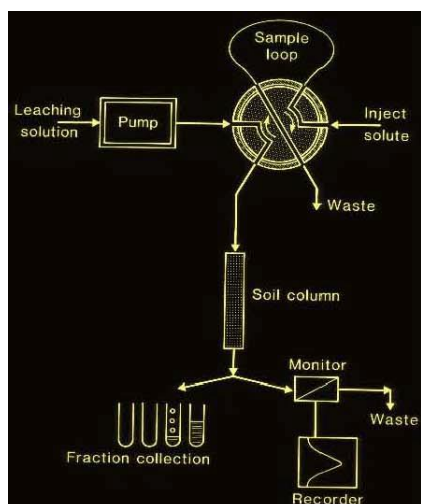 Sample
loop
Leaching
solution
Pump
Inject
solute
Waste
Soil column
Monitor
Waste
Fraction collection
Recorder